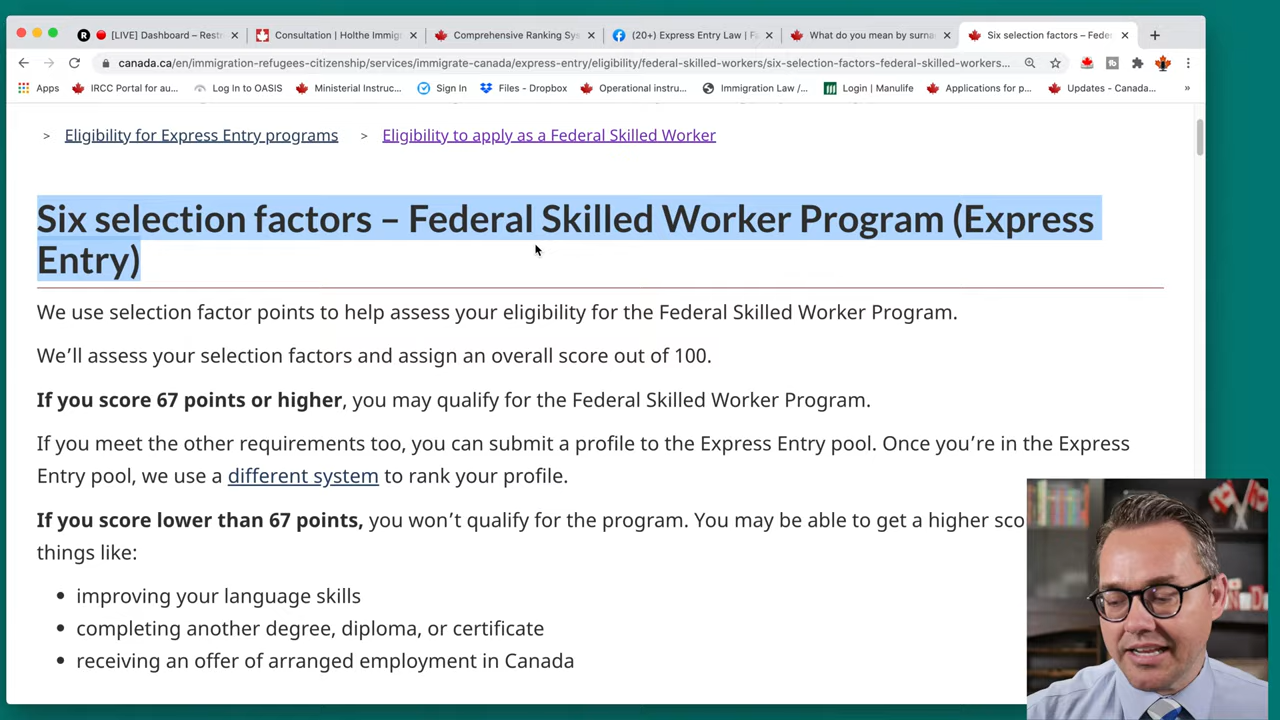 [LIVE] Dashboard – Restr
Consultation | Holthe Immigr
Comprehensive Ranking Sys
(20+) Express Entry Law | Fa
What do you mean by surna
Six selection factors – Feder
canada.ca/en/immigration-refugees-citizenship/services/immigrate-canada/express-entry/eligibility/federal-skilled-workers/six-selection-factors-federal-skilled-workers...
Apps
IRCC Portal for au...
Log In to OASIS
Ministerial Instruc...
Sign In
Files - Dropbox
Operational instru...
Immigration Law /...
Login | Manulife
Applications for p...
Updates - Canada...
»
> Eligibility for Express Entry programs > Eligibility to apply as a Federal Skilled Worker
Six selection factors – Federal Skilled Worker Program (Express
Entry)
We use selection factor points to help assess your eligibility for the Federal Skilled Worker Program.
We'll assess your selection factors and assign an overall score out of 100.
If you score 67 points or higher, you may qualify for the Federal Skilled Worker Program.
If you meet the other requirements too, you can submit a profile to the Express Entry pool. Once you're in the Express
Entry pool, we use a different system to rank your profile.
If you score lower than 67 points, you won't qualify for the program. You may be able to get a higher sco
things like:
• improving your language skills
• completing another degree, diploma, or certificate
• receiving an offer of arranged employment in Canada